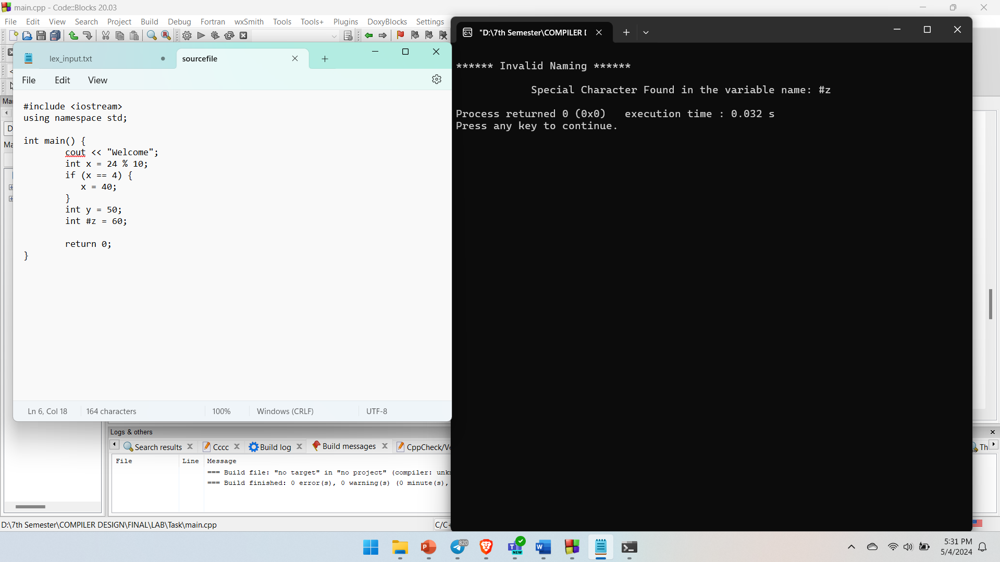 main.cpp - Code::Blocks 20.03
File Edit View Search Project Build Debug Fortran wxSmith Tools Tools+ Plugins DoxyBlocks Settings
lex_input.txt
sourcefile
File Edit View
#include <iostream>
using namespace std;
int main() {
cout << "Welcome";
int x = 24 % 10;
if (x == 4) {
x = 40;
}
int y = 50;
int #z = 60;
return 0;
}
Ln 6, Col 18 164 characters 100% Windows (CRLF) UTF-8
"D:\7th Semester\COMPILER
****** Invalid Naming ******
Special Character Found in the variable name: #z
Process returned 0 (0x0) execution time : 0.032 s
Press any key to continue.
Logs & others
Search results Cccc Build log Build messages CppCheck/Ve Th
File Line Message
=== Build file: "no target" in "no project" (compiler: unkn
=== Build finished: 0 error(s), 0 warning(s) (0 minute(s),
D:\7th Semester\COMPILER DESIGN\FINAL\LAB\Task\main.cpp C/C+
820
NEW
5:31 PM
5/4/2024